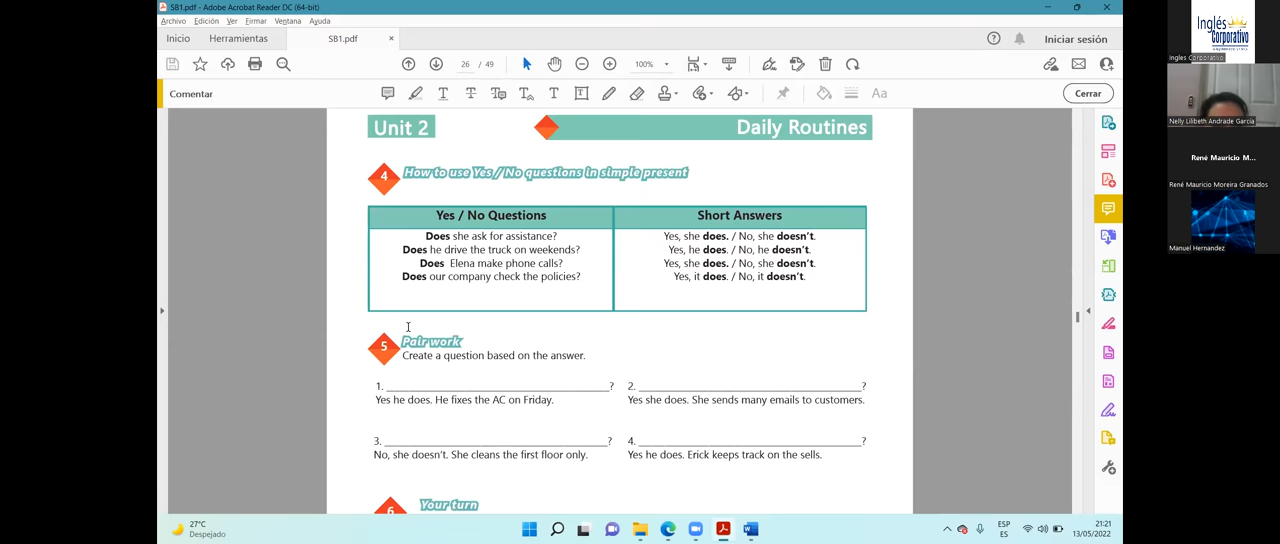 SB1.pdf - Adobe Acrobat Reader DC (64-bit)
Archivo Edición Ver Firmar Ventana Ayuda
Inicio Herramientas SB1.pdf × Iniciar sesión
26 / 49 100%
Comentar Cerrar
Unit 2 Daily Routines
4 How to use Yes / No questions in simple present
Yes / No Questions Short Answers
Does she ask for assistance? Yes, she does. / No, she doesn't.
Does he drive the truck on weekends? Yes, he does. / No, he doesn't.
Does Elena make phone calls? Yes, she does. / No, she doesn't.
Does our company check the policies? Yes, it does. / No, it doesn't.
5 Pair work
Create a question based on the answer.
1. ______________________________? 2. ______________________________?
Yes he does. He fixes the AC on Friday. Yes she does. She sends many emails to customers.
3. ______________________________? 4. ______________________________?
No, she doesn't. She cleans the first floor only. Yes he does. Erick keeps track on the sells.
6 Your turn
27°C
Despejado
ESP
ES
21:21
13/05/2022
Inglés
Corporativo
Ingles Corporativo
Nelly Lilibeth Andrade Garcia
René Mauricio M...
René Mauricio Moreira Granados
Manuel Hernandez